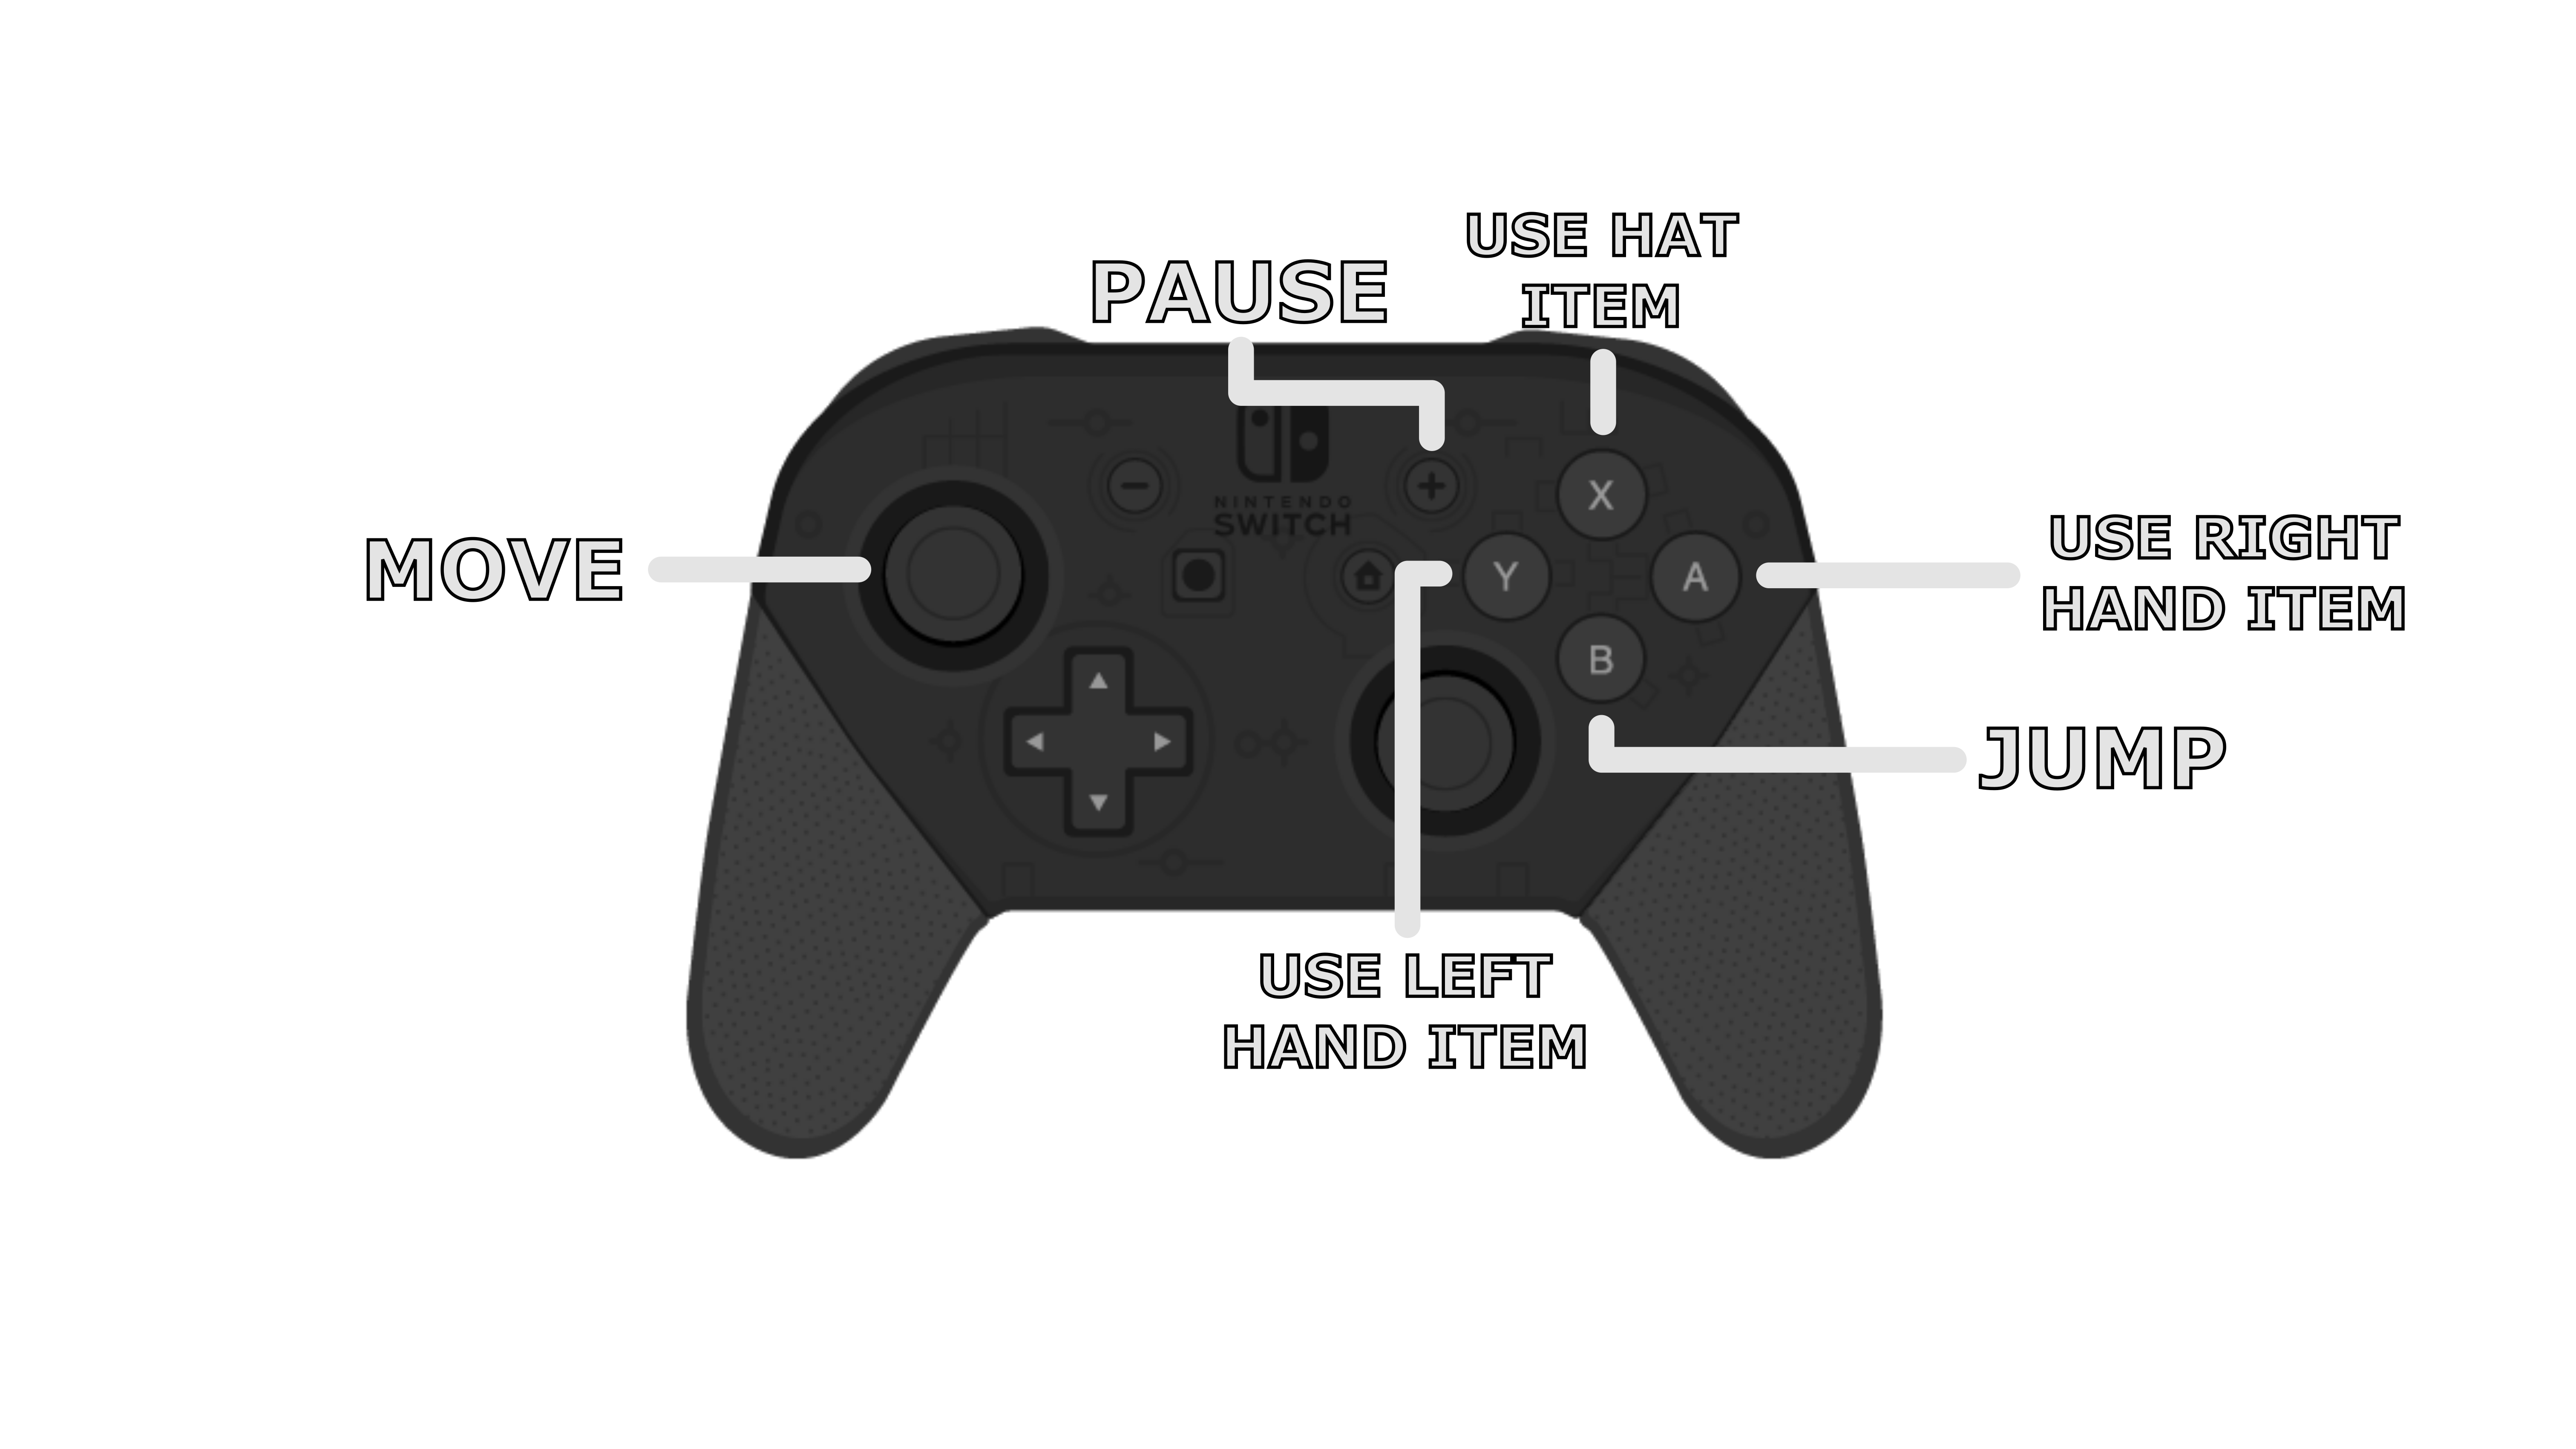 USE HAT
ITEM
PAUSE
X
NINTENDO
SWITCH
MOVE
Y
A
USE RIGHT
HAND ITEM
B
JUMP
USE LEFT
HAND ITEM